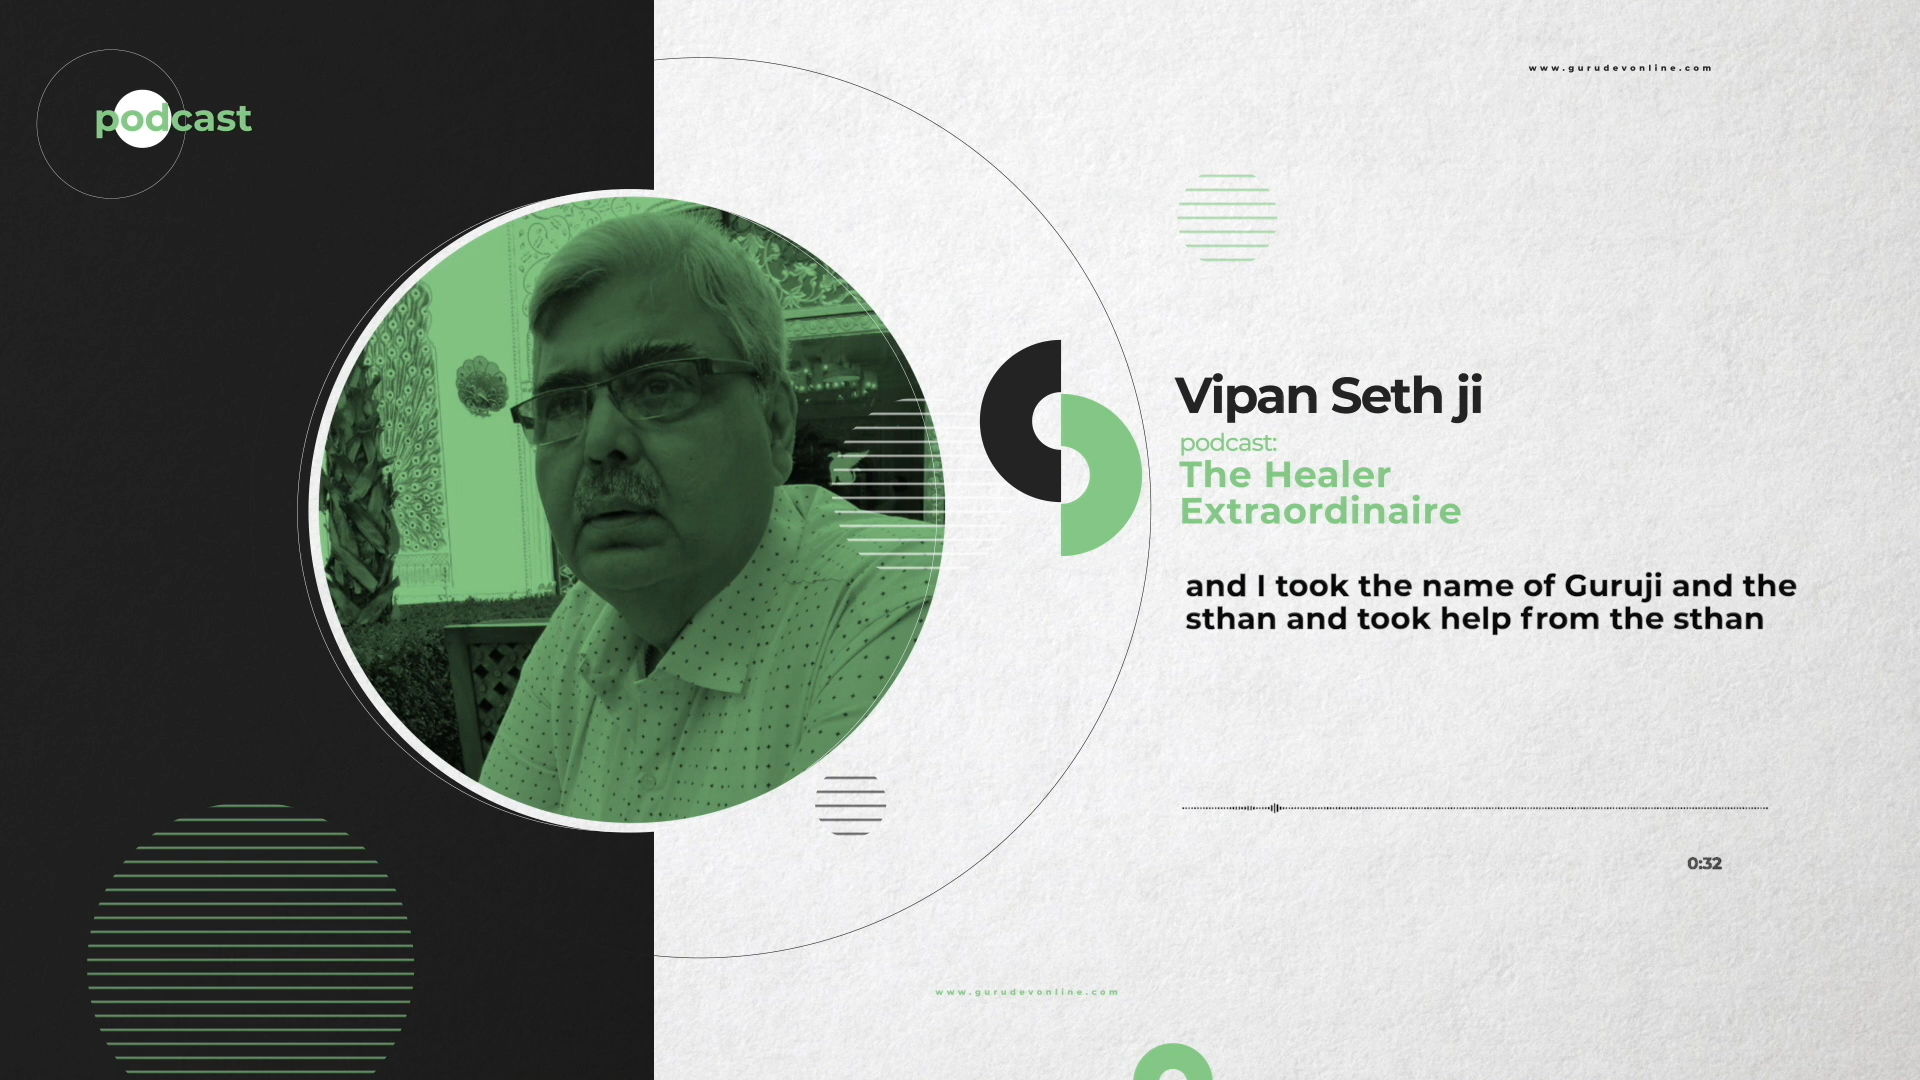 podcast
www.gurudevonline.com
Vipan Seth ji
podcast:
The Healer
Extraordinaire
and I took the name of Guruji and the
sthan and took help from the sthan
0:32
www.gurudevonline.com